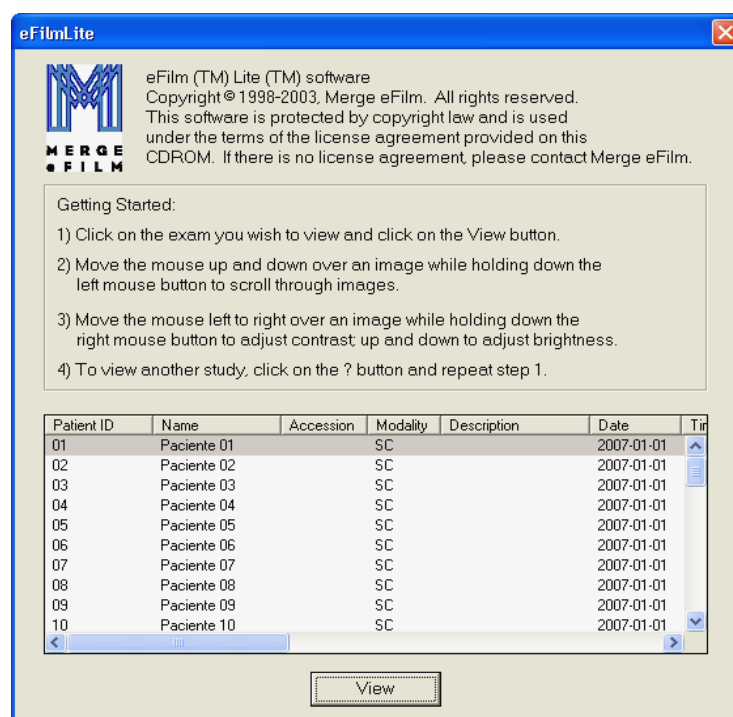 eFilmLite
eFilm (TM) Lite (TM) software
Copyright © 1998-2003, Merge eFilm. All rights reserved.
This software is protected by copyright law and is used
under the terms of the license agreement provided on this
CDROM. If there is no license agreement, please contact Merge eFilm.
MERGE
eFILM
Getting Started:
1) Click on the exam you wish to view and click on the View button.
2) Move the mouse up and down over an image while holding down the
left mouse button to scroll through images.
3) Move the mouse left to right over an image while holding down the
right mouse button to adjust contrast; up and down to adjust brightness.
4) To view another study, click on the ? button and repeat step 1.
Patient ID Name Accession Modality Description Date Tir
01 Paciente 01 SC 2007-01-01
02 Paciente 02 SC 2007-01-01
03 Paciente 03 SC 2007-01-01
04 Paciente 04 SC 2007-01-01
05 Paciente 05 SC 2007-01-01
06 Paciente 06 SC 2007-01-01
07 Paciente 07 SC 2007-01-01
08 Paciente 08 SC 2007-01-01
09 Paciente 09 SC 2007-01-01
10 Paciente 10 SC 2007-01-01
View